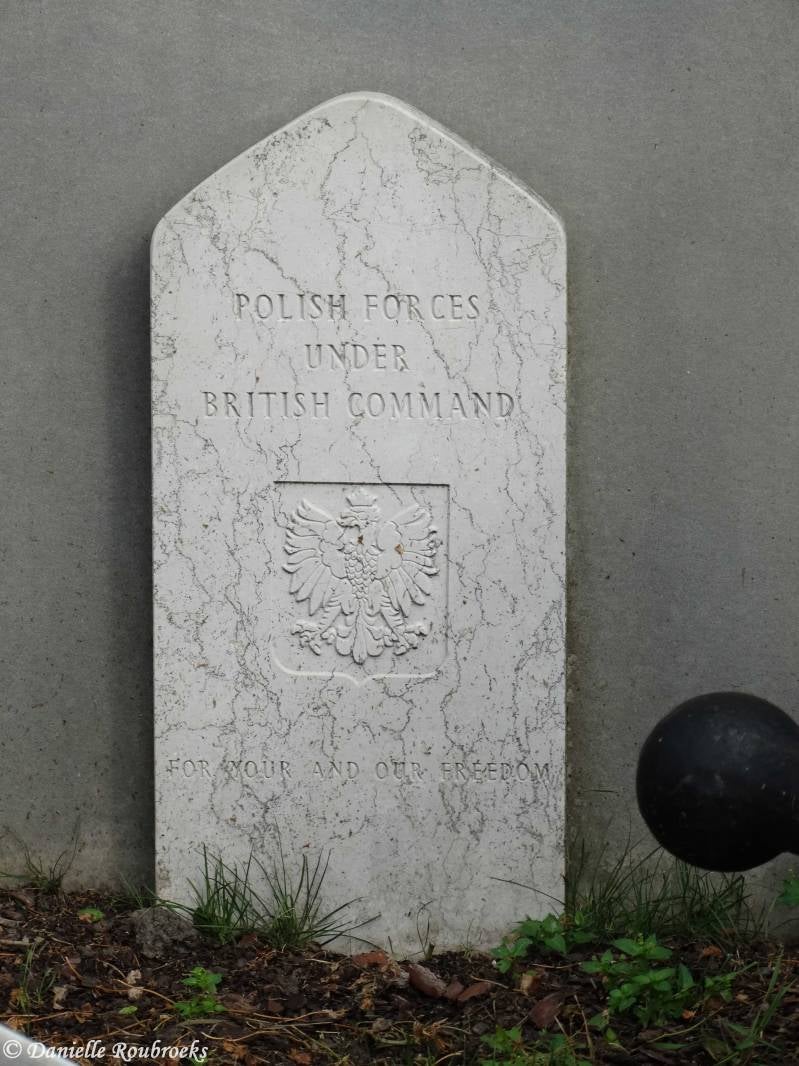 POLISH FORCES
UNDER
BRITISH COMMAND
FOR YOUR AND OUR FREEDOM
© Danielle Roubroeks